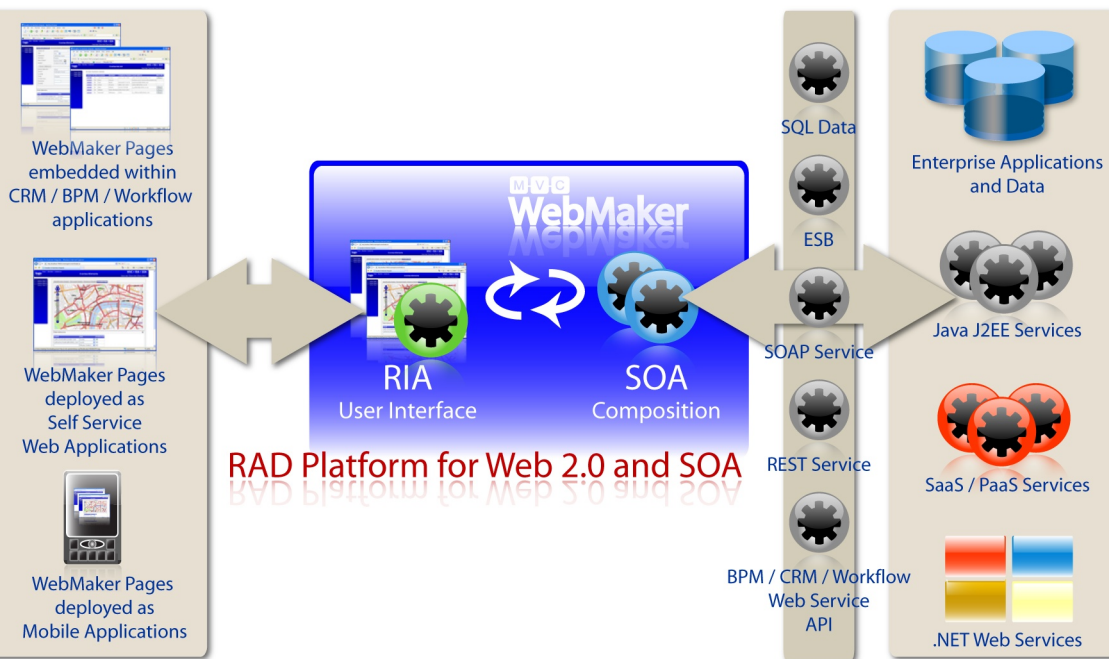 WebMaker Pages
embedded within
CRM / BPM / Workflow
applications
WebMaker Pages
deployed as
Self Service
Web Applications
WebMaker Pages
deployed as
Mobile Applications
M·V·C
WebMaker
RIA
User Interface
SOA
Composition
RAD Platform for Web 2.0 and SOA
SQL Data
ESB
SOAP Service
REST Service
BPM / CRM / Workflow
Web Service
API
Enterprise Applications
and Data
Java J2EE Services
SaaS / PaaS Services
.NET Web Services